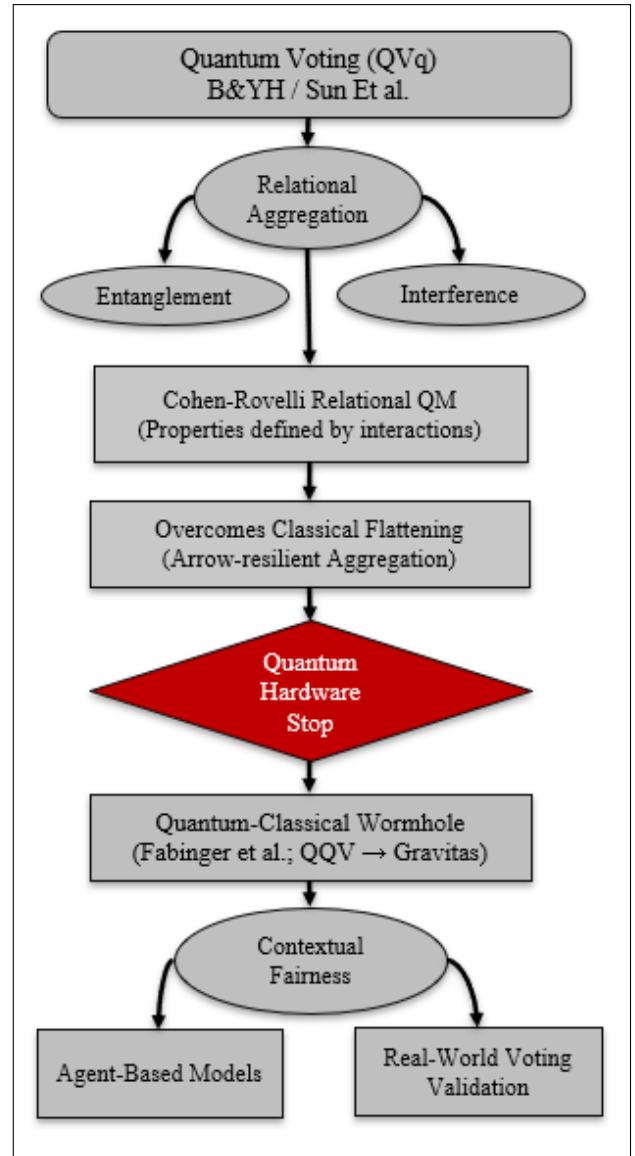 Quantum Voting (QVq)
B&YH / Sun Et al.
Relational
Aggregation
Entanglement
Interference
Cohen-Rovelli Relational QM
(Properties defined by interactions)
Overcomes Classical Flattening
(Arrow-resilient Aggregation)
Quantum
Hardware
Stop
Quantum-Classical Wormhole
(Fabinger et al.; QQV → Gravitas)
Contextual
Fairness
Agent-Based Models
Real-World Voting
Validation